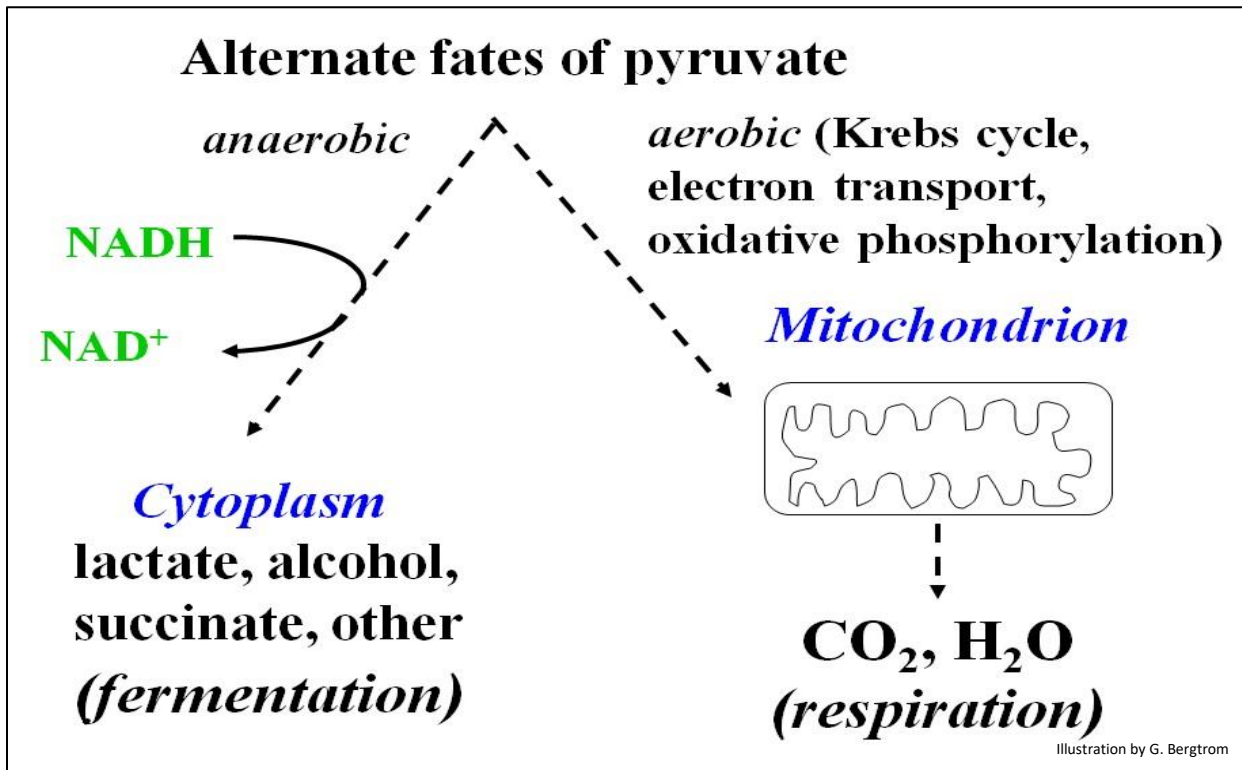 Alternate fates of pyruvate
anaerobic
NADH
NAD⁺
Cytoplasm
lactate, alcohol,
succinate, other
(fermentation)
aerobic (Krebs cycle,
electron transport,
oxidative phosphorylation)
Mitochondrion
CO₂, H₂O
(respiration)
Illustration by G. Bergtrom